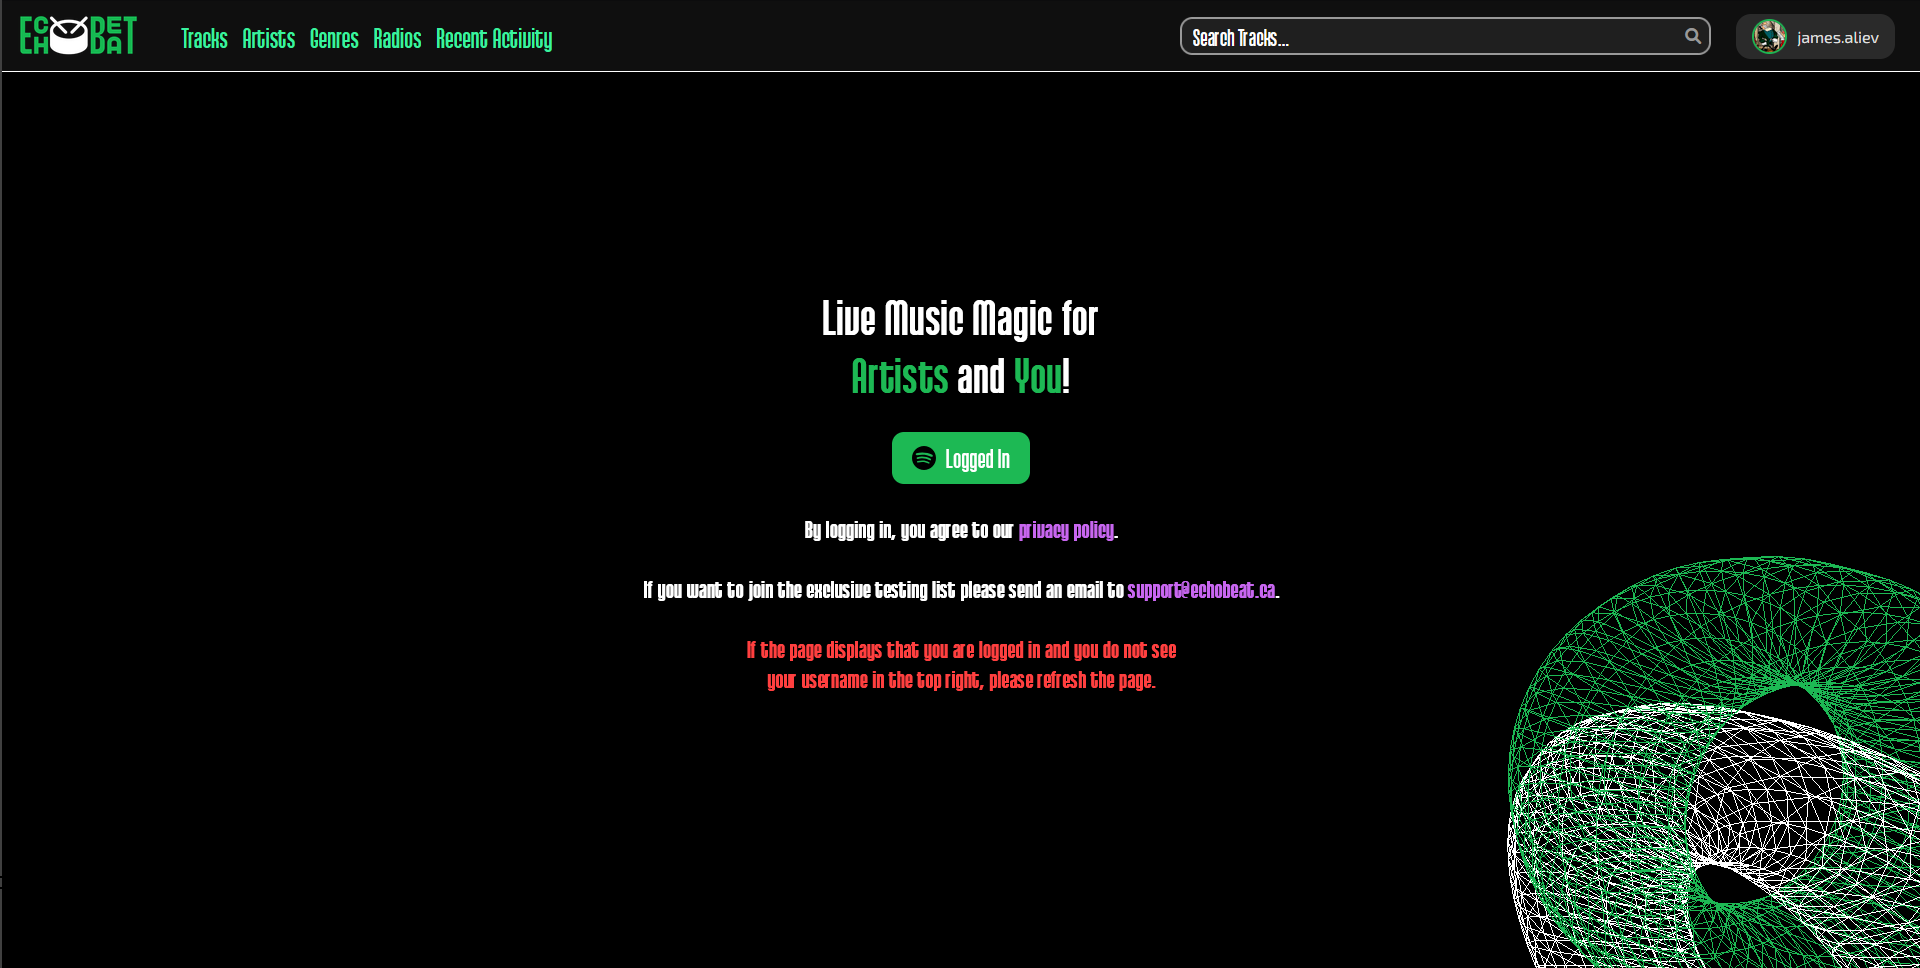 ECHO BEAT
Tracks Artists Genres Radios Recent Activity
Search Tracks...
james.aliev
Live Music Magic for
Artists and You!
Logged In
By logging in, you agree to our privacy policy.
If you want to join the exclusive testing list please send an email to support@echobeat.ca.
If the page displays that you are logged in and you do not see
your username in the top right, please refresh the page.